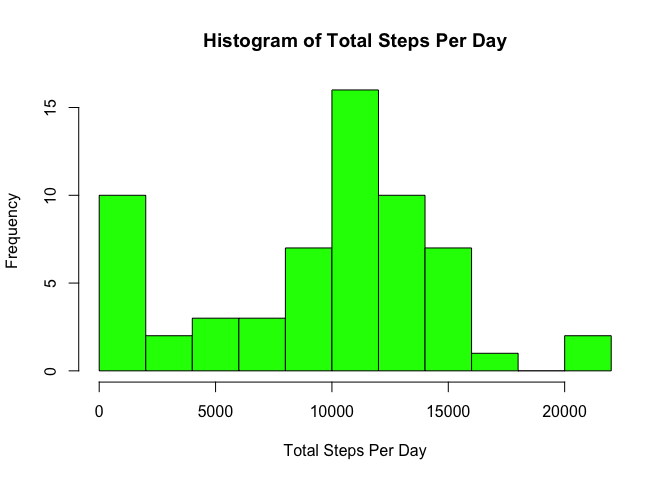 Histogram of Total Steps Per Day
Frequency
15
10
5
0
0 5000 10000 15000 20000
Total Steps Per Day